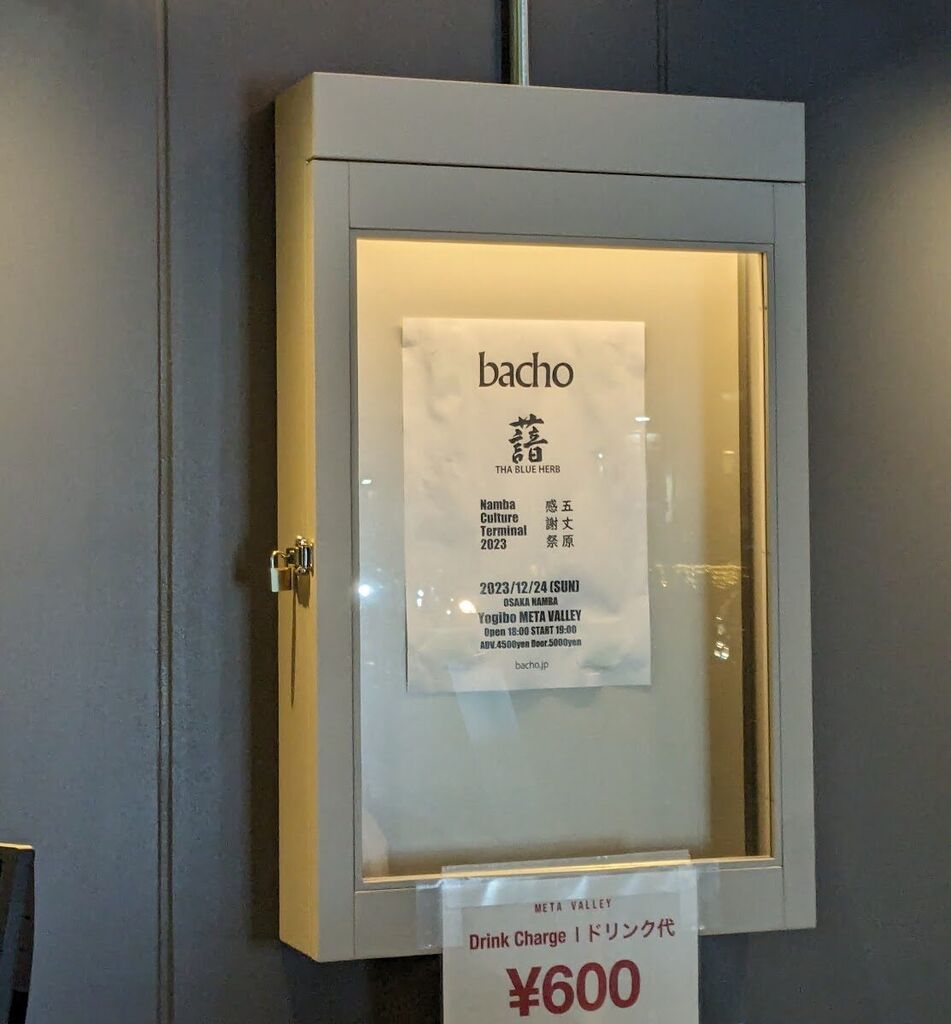 bacho
THA BLUE HERB
Namba
Culture
Terminal
2023
五丈原
感謝祭
2023/12/24 (SUN)
OSAKA NAMBA
Yogibo META VALLEY
Open 18:00 START 19:00
ADV.4500yen Door.5000yen
bacho.jp
META VALLEY
Drink Charge | ドリンク代
¥600